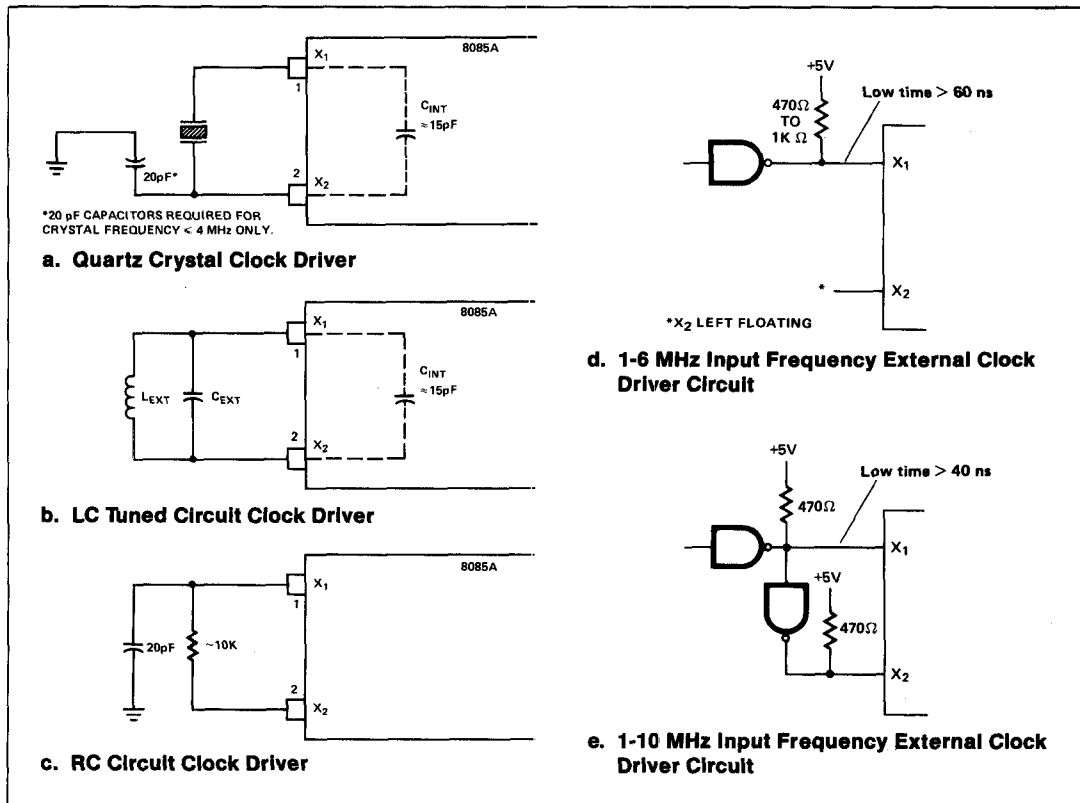 8085A
X1
1
CINT
≈15pF
20pF*
2
X2
*20 pF CAPACITORS REQUIRED FOR
CRYSTAL FREQUENCY < 4 MHz ONLY.
a. Quartz Crystal Clock Driver
8085A
X1
1
CINT
≈15pF
LEXT
CEXT
2
X2
b. LC Tuned Circuit Clock Driver
8085A
X1
1
20pF
~10K
2
X2
c. RC Circuit Clock Driver
+5V
Low time > 60 ns
470Ω
TO
1K Ω
X1
*
X2
*X2 LEFT FLOATING
d. 1-6 MHz Input Frequency External Clock
Driver Circuit
+5V
Low time > 40 ns
470Ω
X1
+5V
470Ω
X2
e. 1-10 MHz Input Frequency External Clock
Driver Circuit